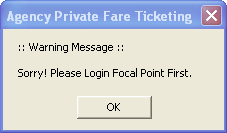 Agency Private Fare Ticketing
:: Warning Message ::
Sorry! Please Login Focal Point First.
OK